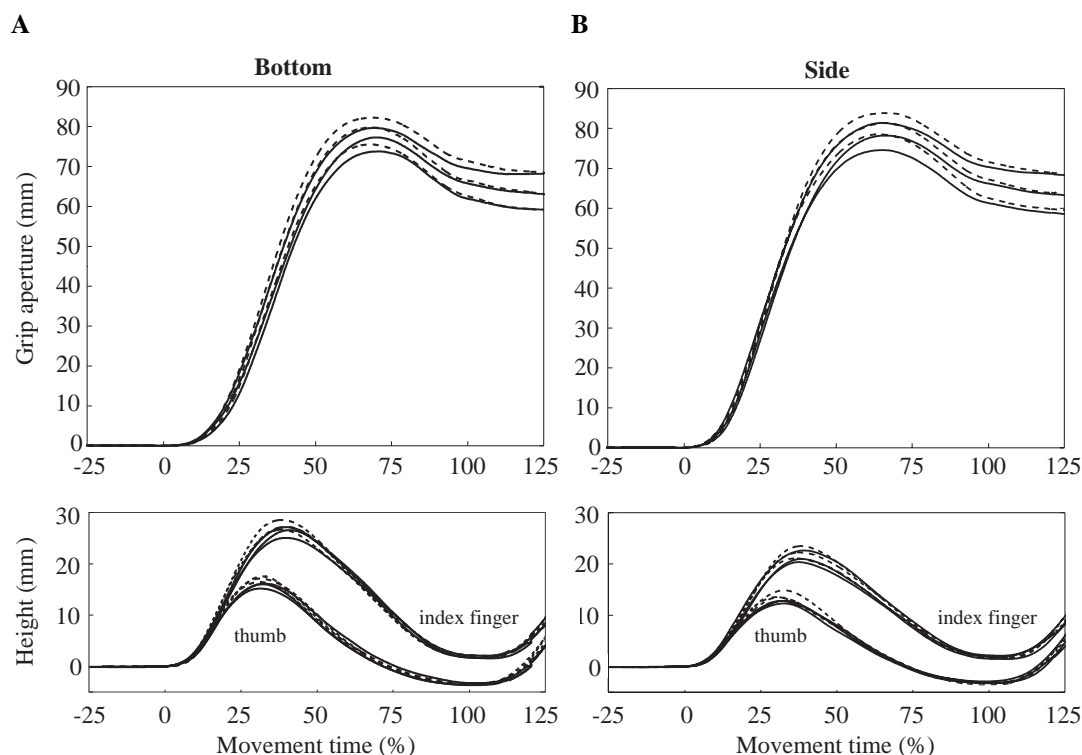 A
B
Bottom
Side
Grip aperture (mm)
90
80
70
60
50
40
30
20
10
0
-25 0 25 50 75 100 125
90
80
70
60
50
40
30
20
10
0
-25 0 25 50 75 100 125
Height (mm)
30
20
10
0
index finger
thumb
-25 0 25 50 75 100 125
Movement time (%)
30
20
10
0
index finger
thumb
-25 0 25 50 75 100 125
Movement time (%)